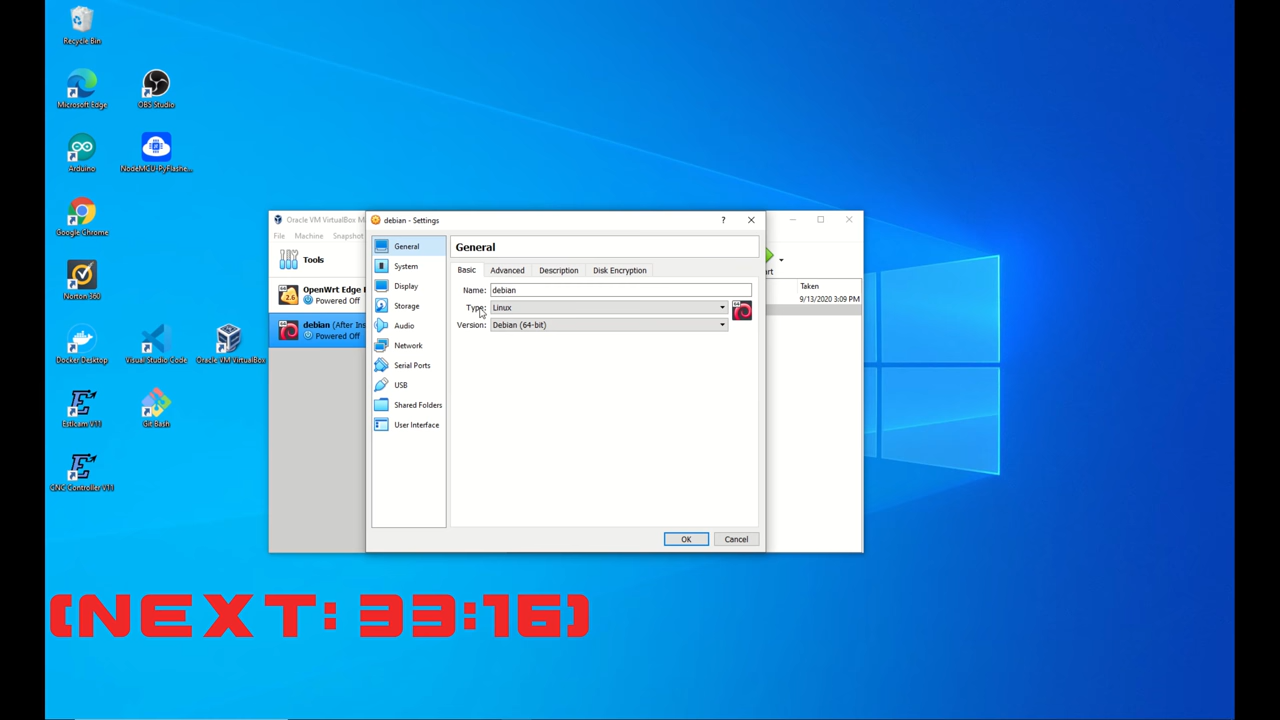 Recycle Bin
Microsoft Edge
OBS Studio
Arduino
NodeMCU-PyFlashe...
Google Chrome
Norton 360
Docker Desktop
Visual Studio Code
Oracle VM VirtualBox
Estlcam V11
Git Bash
CNC Controller V11
Oracle VM VirtualBox M
File Machine Snapshot
Tools
OpenWrt Edge
Powered Off
debian (After Ins
Powered Off
Taken
9/13/2020 3:09 PM
debian - Settings
General
System
Display
Storage
Audio
Network
Serial Ports
USB
Shared Folders
User Interface
General
Basic Advanced Description Disk Encryption
Name: debian
Type: Linux
Version: Debian (64-bit)
OK Cancel
(NEXT: 33:16)